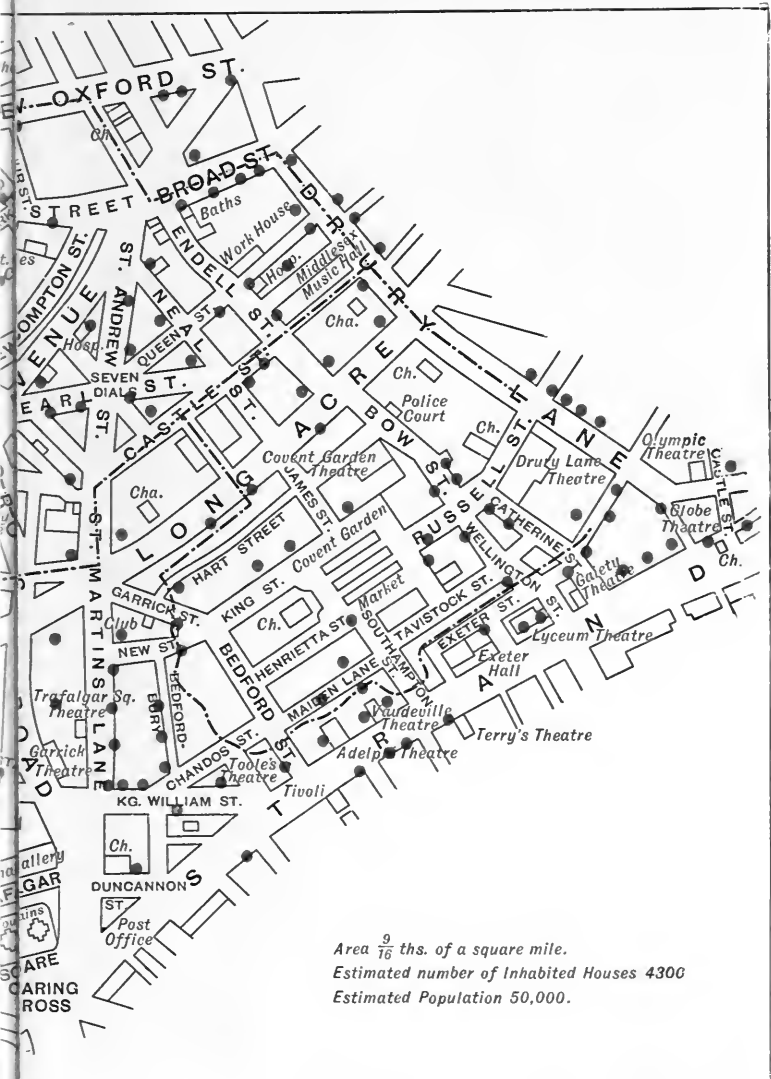 OXFORD ST.
Ch.
BROAD ST.
STREET
Baths
Work House
DRURY LANE
ENDELL ST.
Hosp.
Middlesex
Music Hall
COMPTON ST.
ST. ANDREW ST.
NEAL ST.
QUEEN ST.
Hosp.
SEVEN
DIALS
ST.
CASTLE ST.
Cha.
LONG ACRE
Ch.
Police
Court
BOW ST.
Ch.
RUSSELL ST.
Drury Lane
Theatre
Olympic
Theatre
CASTLE ST.
Globe
Theatre
Ch.
Covent Garden
Theatre
JAMES ST.
Cha.
CATHERINE ST.
WELLINGTON ST.
Gaiety
Theatre
HART STREET
Covent Garden
Market
KING ST.
GARRICK ST.
Club
NEW ST.
Ch.
HENRIETTA ST.
SOUTHAMPTON ST.
TAVISTOCK ST.
EXETER ST.
Lyceum Theatre
Exeter
Hall
ST. MARTINS LANE
BEDFORDBURY
BEDFORD ST.
MAIDEN LANE
Vaudeville
Theatre
Adelphi Theatre
Terry's Theatre
STRAND
Trafalgar Sq.
Theatre
Garrick
Theatre
CHANDOS ST.
Toole's
Theatre
Tivoli
KG. WILLIAM ST.
Ch.
DUNCANNON
ST.
Post
Office
Area 9/16 ths. of a square mile.
Estimated number of Inhabited Houses 4300
Estimated Population 50,000.